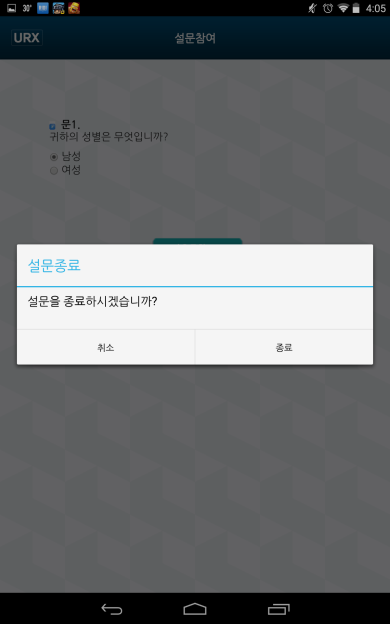 30°
4:05
URX
설문참여
문1.
귀하의 성별은 무엇입니까?
남성
여성
설문종료
설문을 종료하시겠습니까?
취소
종료